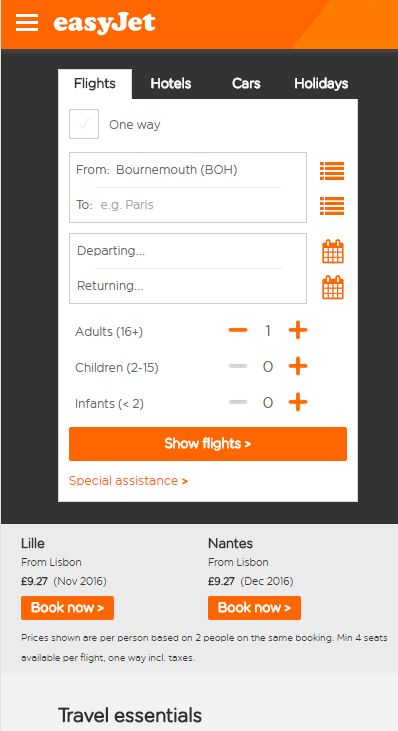 easyJet
Flights Hotels Cars Holidays
One way
From: Bournemouth (BOH)
To: e.g. Paris
Departing...
Returning...
Adults (16+) 1
Children (2-15) 0
Infants (< 2) 0
Show flights >
Special assistance >
Lille Nantes
From Lisbon From Lisbon
£9.27 (Nov 2016) £9.27 (Dec 2016)
Book now > Book now >
Prices shown are per person based on 2 people on the same booking. Min 4 seats
available per flight, one way incl. taxes.
Travel essentials